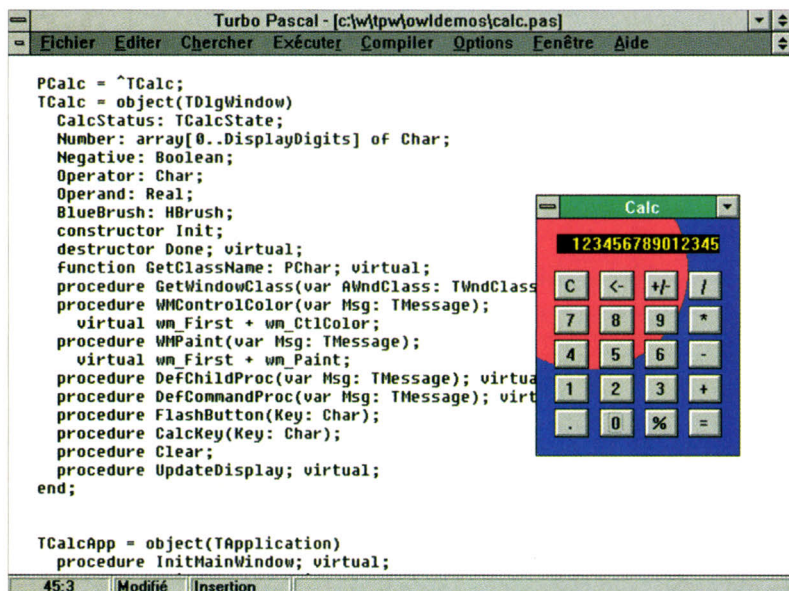 Turbo Pascal - [c:\w\tpw\owldemos\calc.pas]
Fichier Editer Chercher Exécuter Compiler Options Fenêtre Aide
PCalc = ^TCalc;
TCalc = object(TDlgWindow)
CalcStatus: TCalcState;
Number: array[0..DisplayDigits] of Char;
Negative: Boolean;
Operator: Char;
Operand: Real;
BlueBrush: HBrush;
constructor Init;
destructor Done; virtual;
function GetClassName: PChar; virtual;
procedure GetWindowClass(var AWndClass: TWndClass
procedure WMControlColor(var Msg: TMessage);
virtual wm_First + wm_CtlColor;
procedure WMPaint(var Msg: TMessage);
virtual wm_First + wm_Paint;
procedure DefChildProc(var Msg: TMessage); virtua
procedure DefCommandProc(var Msg: TMessage); virt
procedure FlashButton(Key: Char);
procedure CalcKey(Key: Char);
procedure Clear;
procedure UpdateDisplay; virtual;
end;
TCalcApp = object(TApplication)
procedure InitMainWindow; virtual;
Calc
123456789012345
C <- +/- /
7 8 9 *
4 5 6 -
1 2 3 +
. 0 % =
45:3 Modifié Insertion